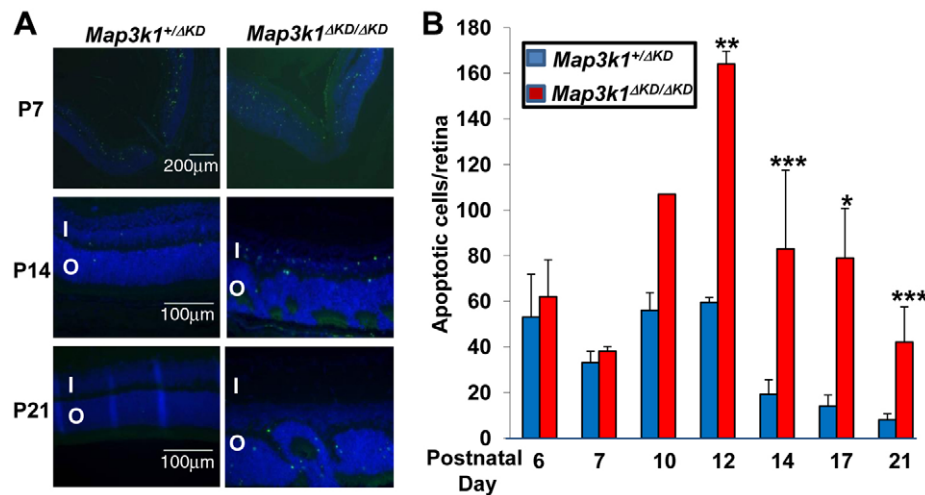 A
Map3k1+/ΔKD Map3k1ΔKD/ΔKD
P7
200μm
P14
I
O
100μm
I
O
P21
I
O
100μm
O
B
Apoptotic cells/retina
180
160
140
120
100
80
60
40
20
0
Map3k1+/ΔKD
Map3k1ΔKD/ΔKD
**
***
*
***
Postnatal Day
6 7 10 12 14 17 21